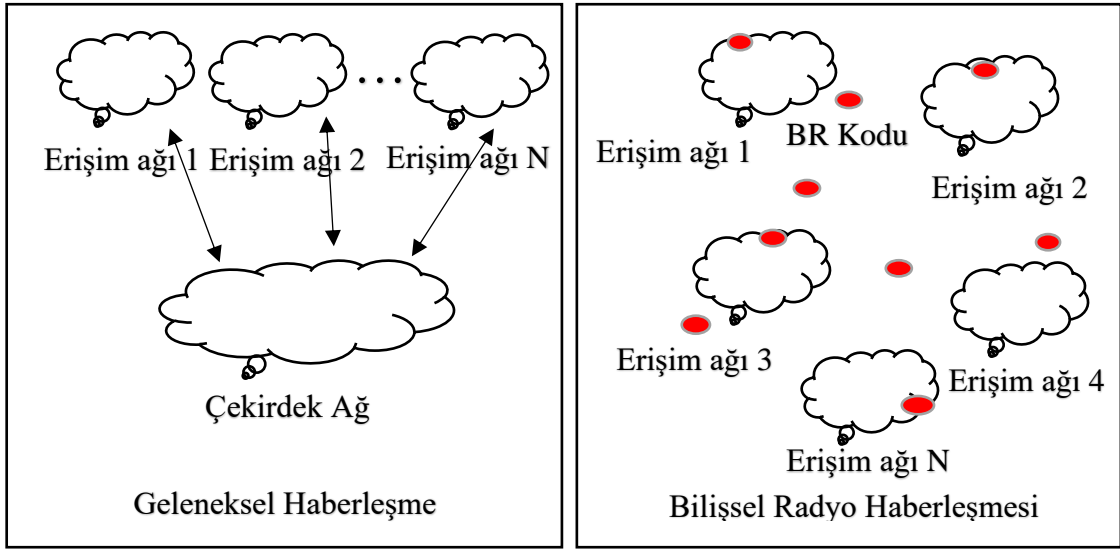 Erişim ağı 1 Erişim ağı 2 Erişim ağı N
Çekirdek Ağ
Geleneksel Haberleşme
BR Kodu
Erişim ağı 1
Erişim ağı 2
Erişim ağı 3
Erişim ağı 4
Erişim ağı N
Bilişsel Radyo Haberleşmesi